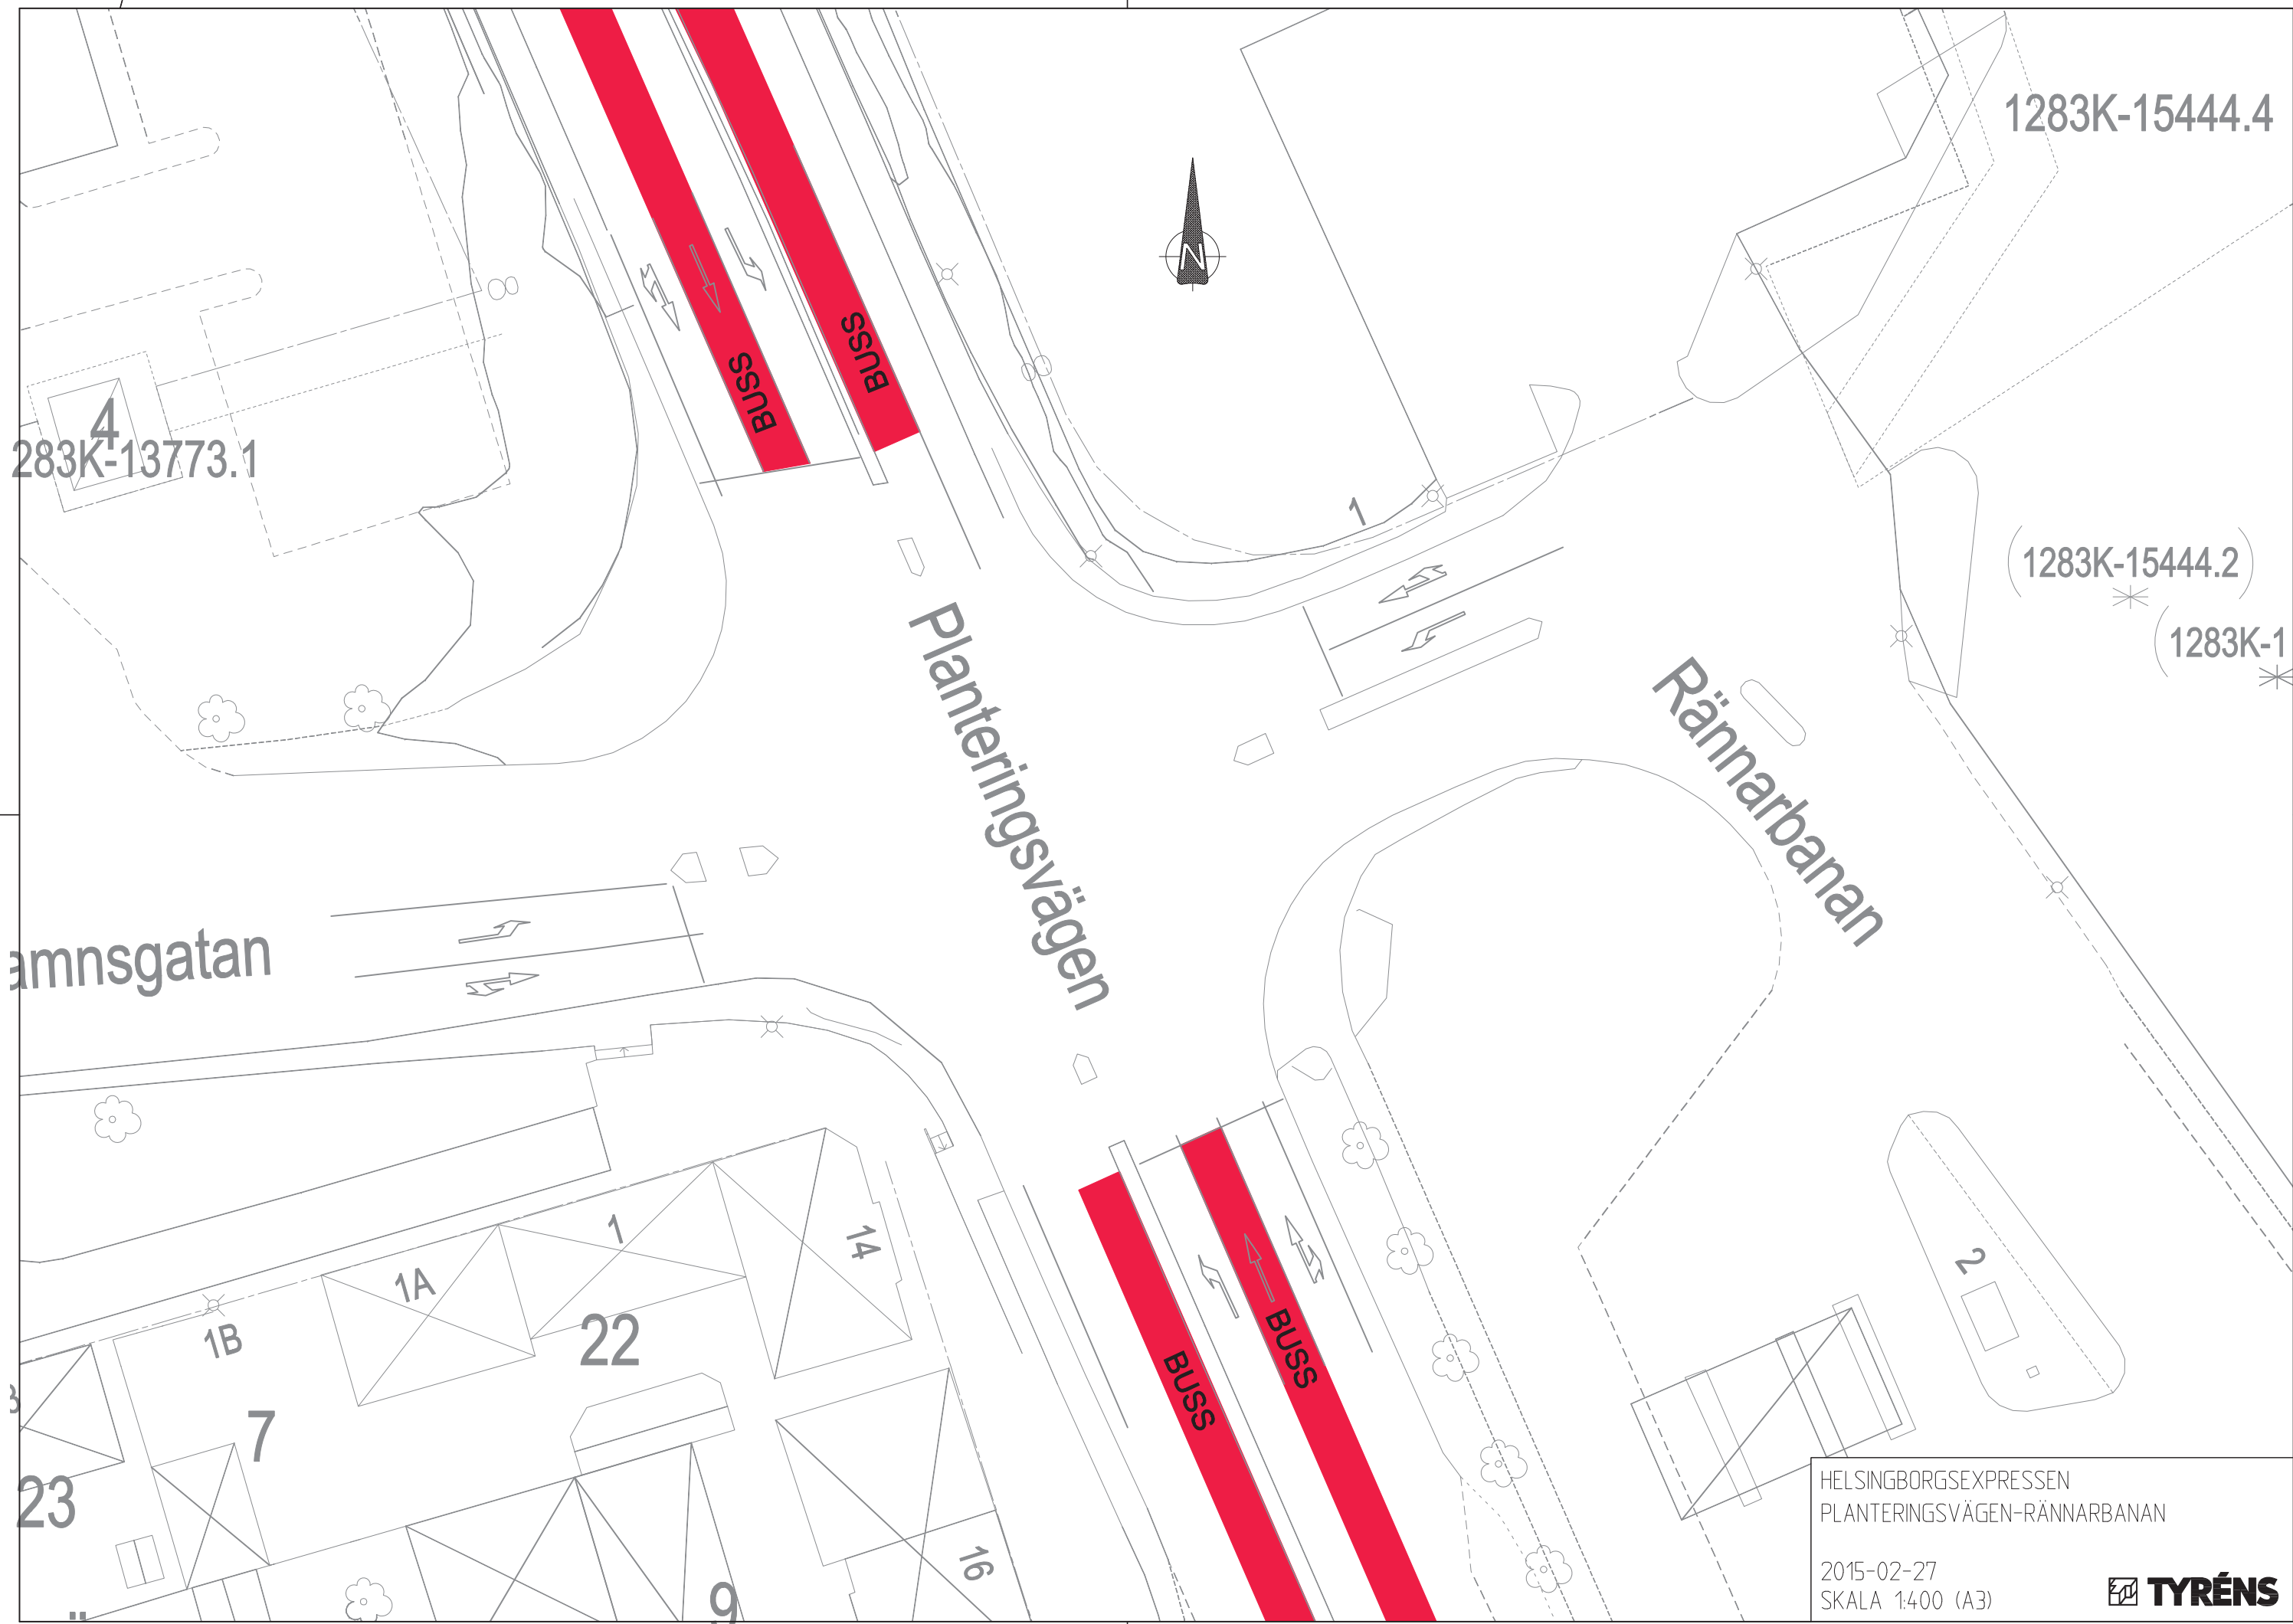 1283K-15444.4
N
BUSS
BUSS
4
283K-13773.1
1
(1283K-15444.2)
(1283K-1
Planteringsvägen
Rännarbanan
amnsgatan
1
14
1A
1B
22
2
BUSS
BUSS
7
23
16
9
HELSINGBORGSEXPRESSEN
PLANTERINGSVÄGEN-RÄNNARBANAN
2015-02-27
SKALA 1:400 (A3)
TYRÉNS